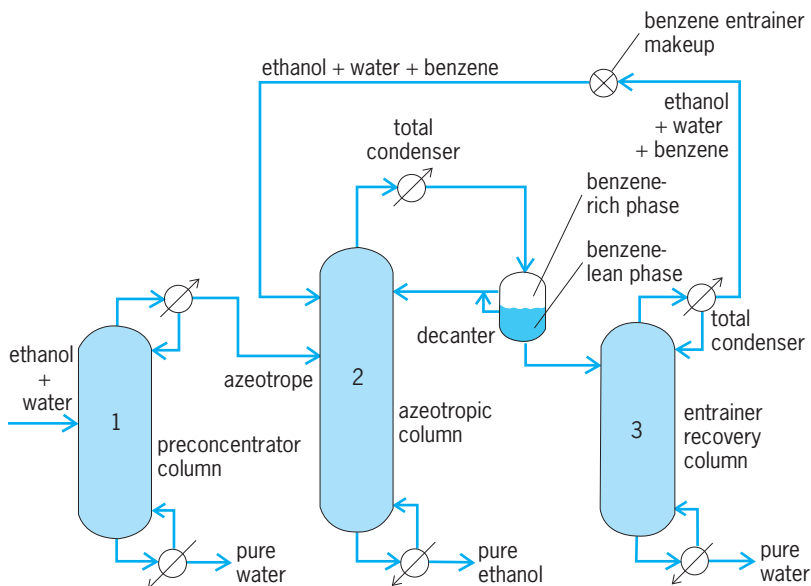 benzene entrainer
makeup
ethanol + water + benzene
ethanol
+ water
+ benzene
total
condenser
benzene-
rich phase
benzene-
lean phase
decanter
total
condenser
ethanol
+
water
azeotrope
1
2
3
preconcentrator
column
azeotropic
column
entrainer
recovery
column
pure
water
pure
ethanol
pure
water